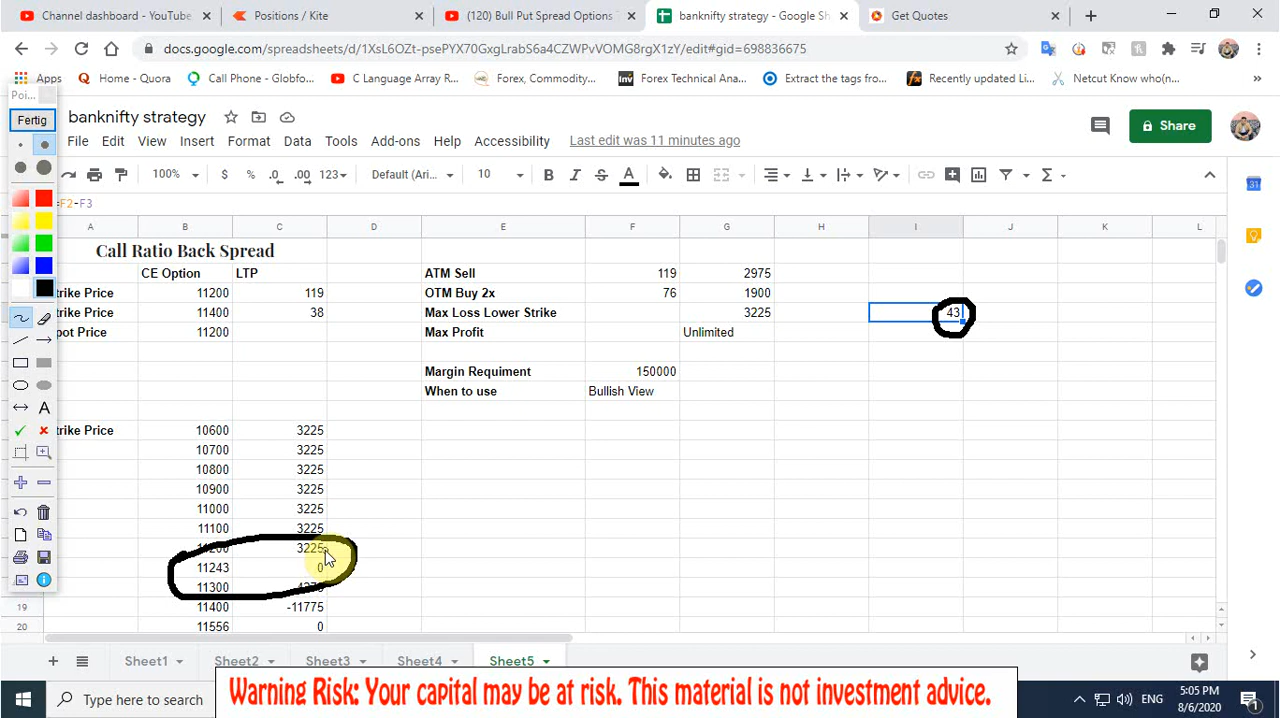 Channel dashboard - YouTube
Positions / Kite
(120) Bull Put Spread Options T
banknifty strategy - Google Sh
Get Quotes
docs.google.com/spreadsheets/d/1XsL6OZt-psePYX70GxgLrabS6a4CZWPvVOMG8rgX1zY/edit#gid=698836675
Apps
Home - Quora
Call Phone - Globfo...
C Language Array R...
Forex, Commodity...
Forex Technical Ana...
Extract the tags fro...
Recently updated Li...
Netcut Know who(n...
Poi...
Fertig
banknifty strategy
File Edit View Insert Format Data Tools Add-ons Help Accessibility Last edit was 11 minutes ago
Share
100% $ % .0 .00 123 Default (Ari... 10 B I S A
=F2-F3
A B C D E F G H I J K L
Call Ratio Back Spread
CE Option LTP ATM Sell 119 2975
trike Price 11200 119 OTM Buy 2x 76 1900
trike Price 11400 38 Max Loss Lower Strike 3225 43
pot Price 11200 Max Profit Unlimited
Margin Requiment 150000
When to use Bullish View
trike Price 10600 3225
10700 3225
10800 3225
10900 3225
11000 3225
11100 3225
11200 3225
11243 0
11300
19 11400 -11775
20 11556 0
Sheet1 Sheet2 Sheet3 Sheet4 Sheet5
Warning Risk: Your capital may be at risk. This material is not investment advice.
Type here to search
ENG
5:05 PM
8/6/2020